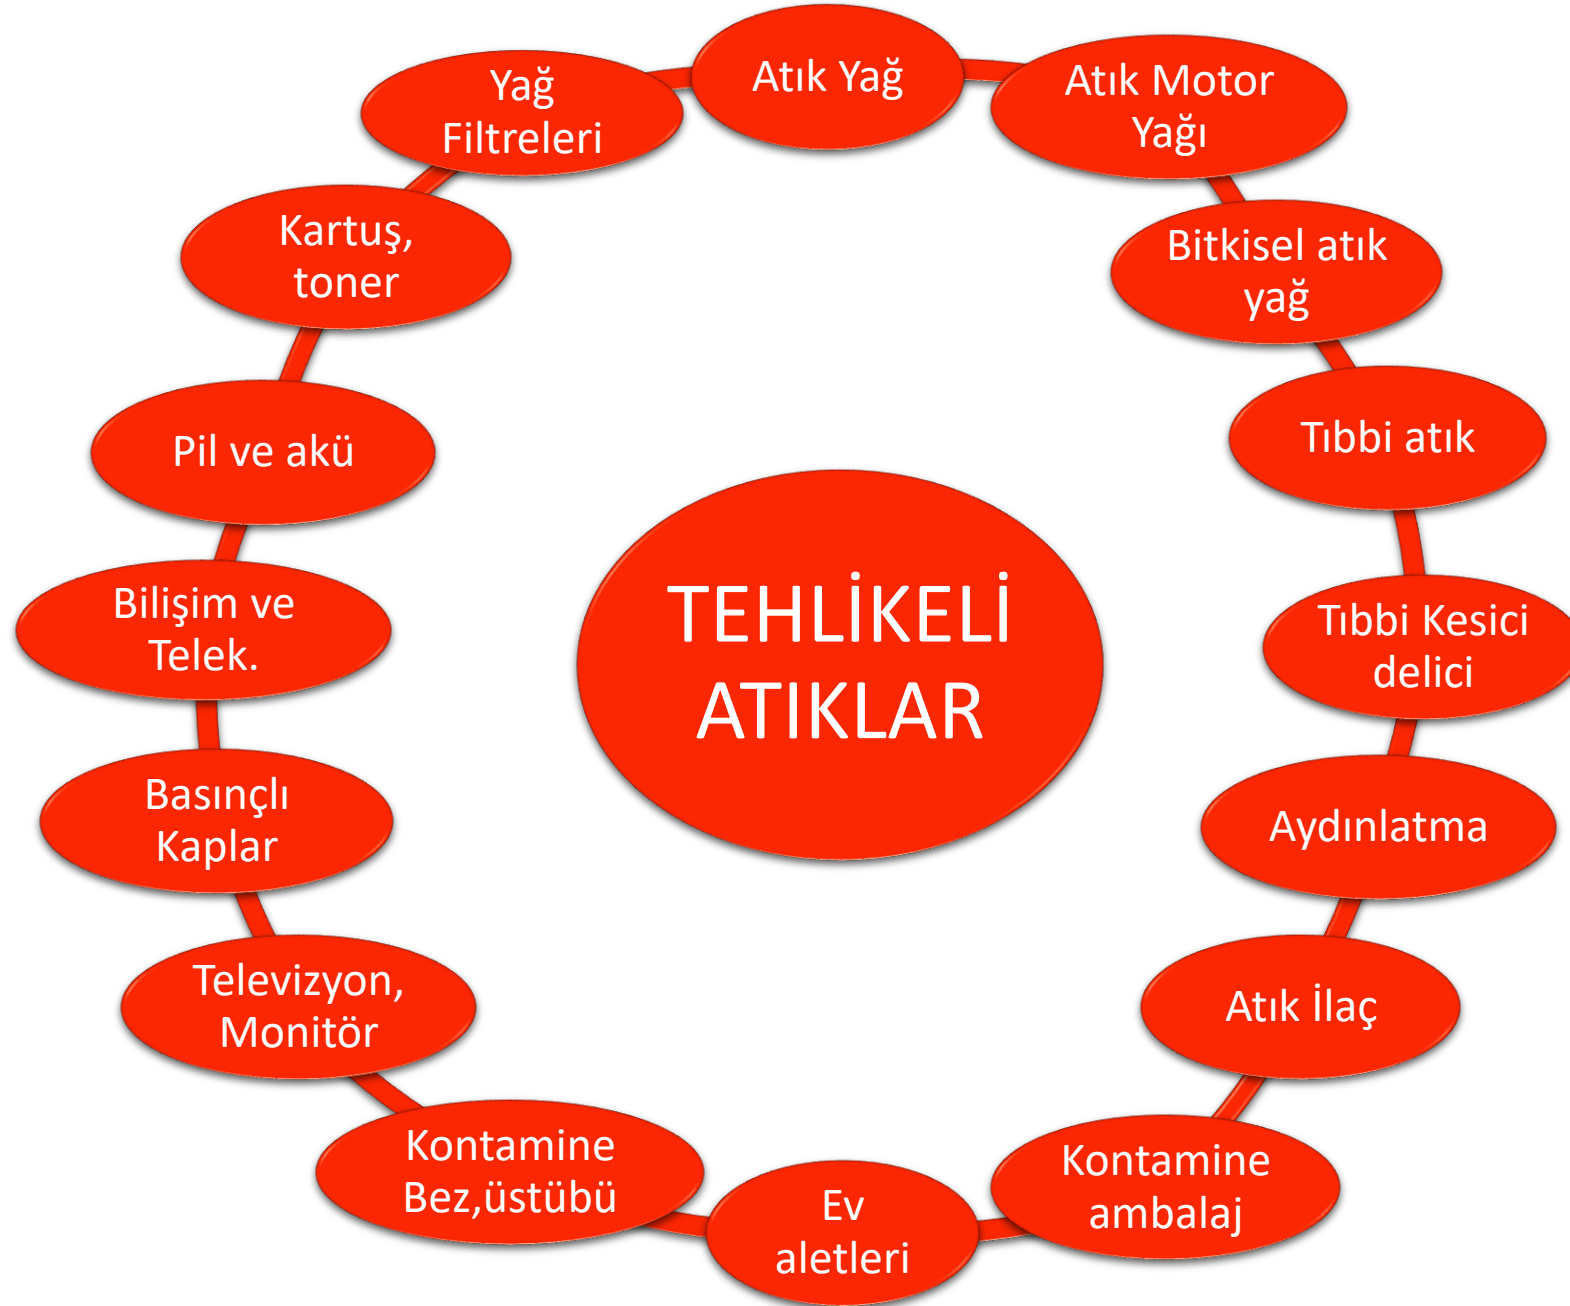 Atık Yağ
Atık Motor
Yağı
Bitkisel atık
yağ
Tıbbi atık
Tıbbi Kesici
delici
Aydınlatma
Atık İlaç
Kontamine
ambalaj
Ev
aletleri
Kontamine
Bez,üstübü
Televizyon,
Monitör
Basınçlı
Kaplar
Bilişim ve
Telek.
Pil ve akü
Kartuş,
toner
Yağ
Filtreleri
TEHLİKELİ
ATIKLAR